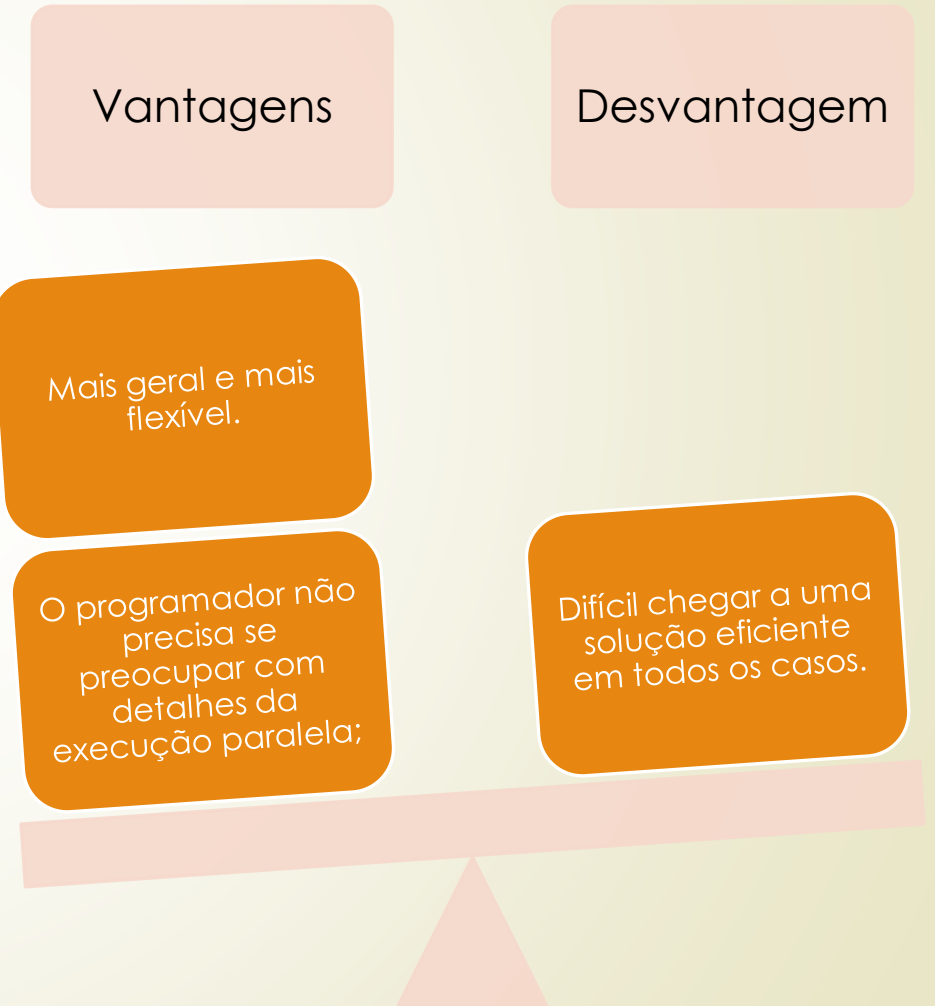 Vantagens
Desvantagem
Mais geral e mais
flexível.
O programador não
precisa se
preocupar com
detalhes da
execução paralela;
Difícil chegar a uma
solução eficiente
em todos os casos.